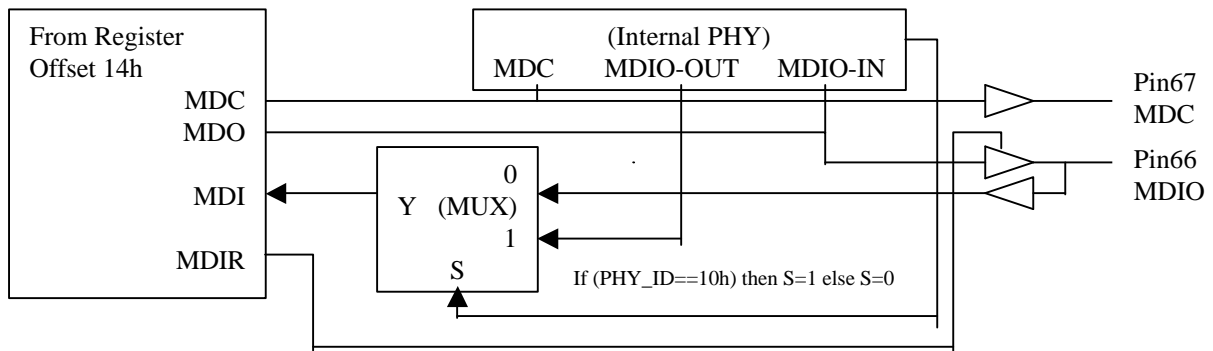 From Register
Offset 14h
(Internal PHY)
MDC MDIO-OUT MDIO-IN
MDC
MDO
MDI
MDIR
0
Y (MUX)
1
S
If (PHY_ID==10h) then S=1 else S=0
Pin67
MDC
Pin66
MDIO